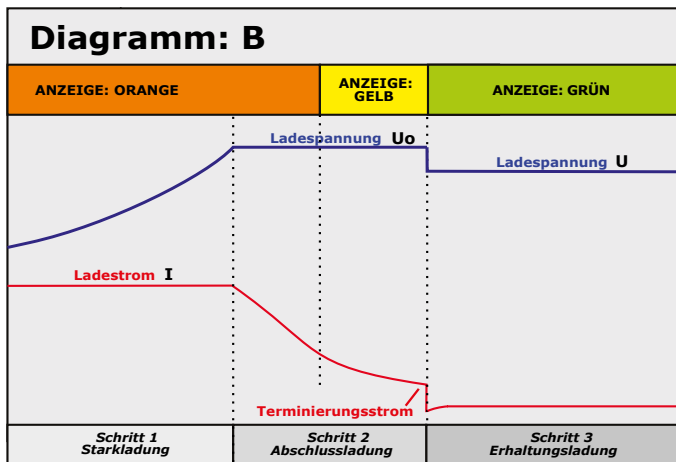 Diagramm: B
ANZEIGE: ORANGE
ANZEIGE:
GELB
ANZEIGE: GRÜN
Ladespannung Uo
Ladespannung U
Ladestrom I
Terminierungsstrom
Schritt 1
Starkladung
Schritt 2
Abschlussladung
Schritt 3
Erhaltungsladung